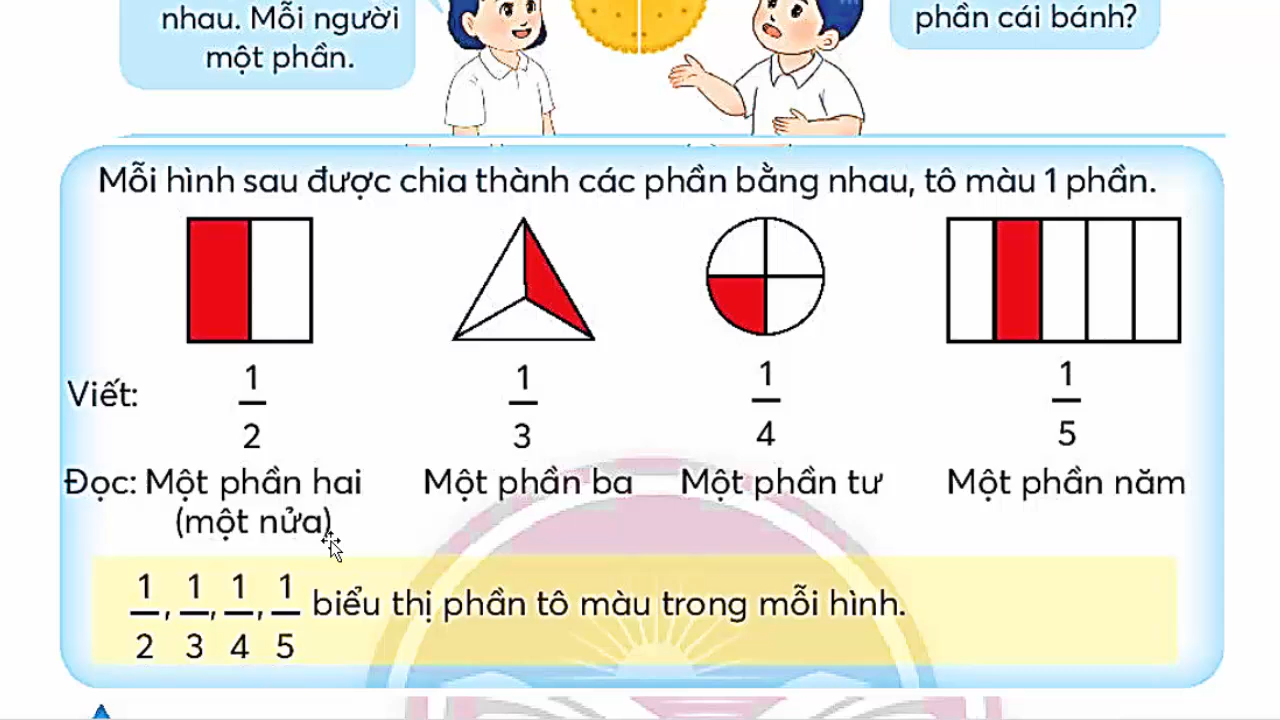 nhau. Mỗi người
một phần.
phần cái bánh?
Mỗi hình sau được chia thành các phần bằng nhau, tô màu 1 phần.
Viết: 1/2 1/3 1/4 1/5
Đọc: Một phần hai Một phần ba Một phần tư Một phần năm
(một nửa)
1/2, 1/3, 1/4, 1/5 biểu thị phần tô màu trong mỗi hình.